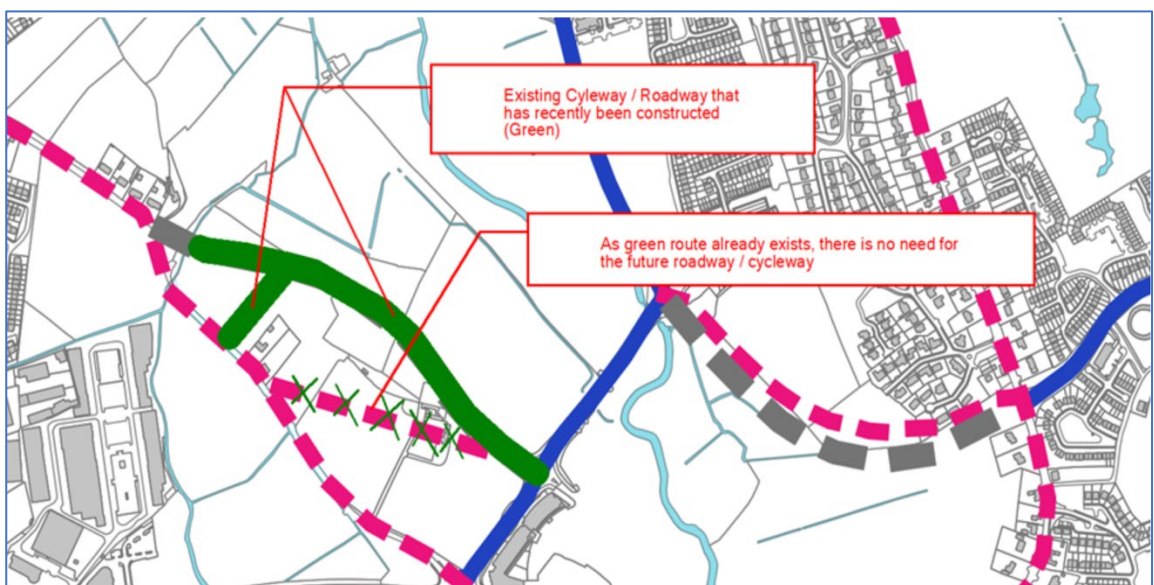 Existing Cyleway / Roadway that
has recently been constructed
(Green)
As green route already exists, there is no need for
the future roadway / cycleway